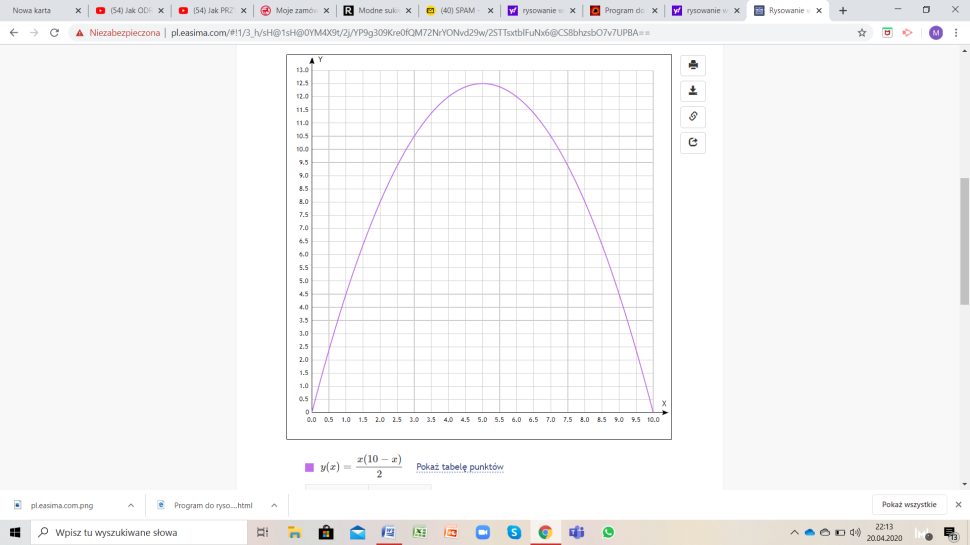 Nowa karta
(54) Jak ODR
(54) Jak PRZ
Moje zamów
R Modne suki
(40) SPAM -
rysowanie w
Program do
rysowanie w
Rysowanie w
Niezabezpieczona | pl.easima.com/#!1/3_h/sH@1sH@0YM4X9t/2j/YP9g309Kre0fQM72NrYONvd29w/2STTsxtbIFuNx6@CS8bhzsbO7v7UPBA==
M
Y
13.0
12.5
12.0
11.5
11.0
10.5
10.0
9.5
9.0
8.5
8.0
7.5
7.0
6.5
6.0
5.5
5.0
4.5
4.0
3.5
3.0
2.5
2.0
1.5
1.0
0.5
0
X
0.0 0.5 1.0 1.5 2.0 2.5 3.0 3.5 4.0 4.5 5.0 5.5 6.0 6.5 7.0 7.5 8.0 8.5 9.0 9.5 10.0
y(x) = x(10 − x) / 2 Pokaż tabelę punktów
pl.easima.com.png
Program do ryso....html
Pokaż wszystkie
Wpisz tu wyszukiwane słowa
22:13
20.04.2020
13